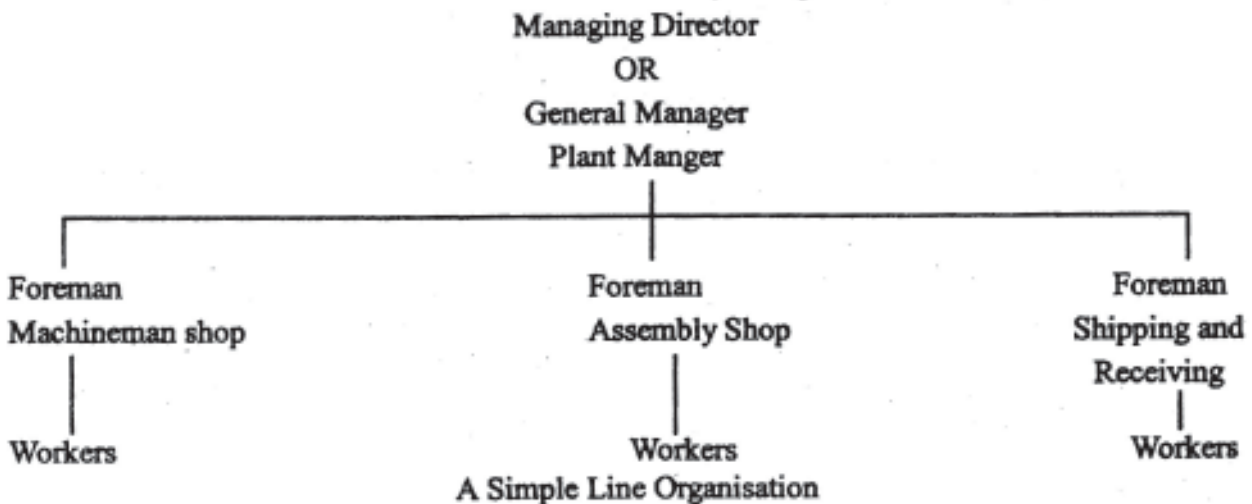 Managing Director
OR
General Manager
Plant Manger
Foreman
Machineman shop
Workers
Foreman
Assembly Shop
Workers
Foreman
Shipping and
Receiving
Workers
A Simple Line Organisation